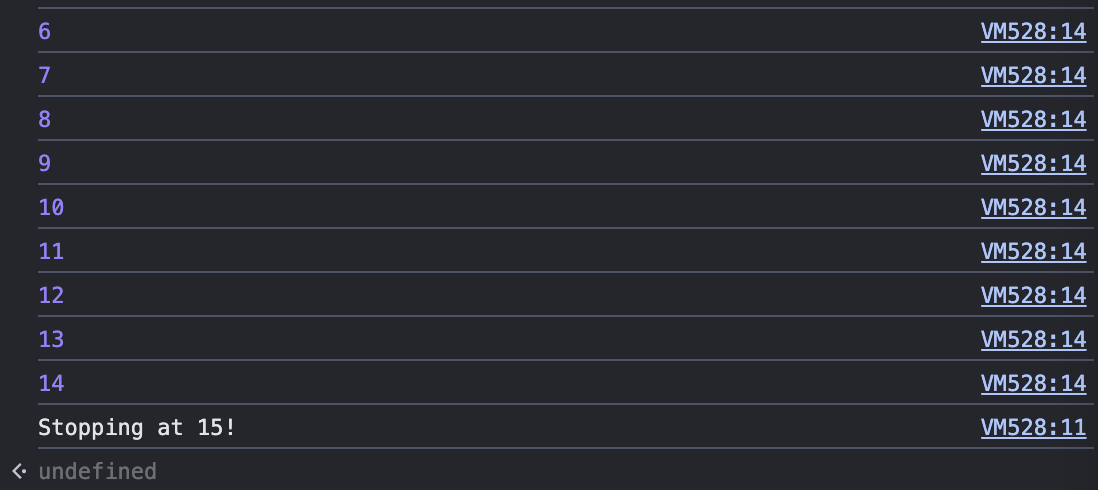 6 VM528:14
7 VM528:14
8 VM528:14
9 VM528:14
10 VM528:14
11 VM528:14
12 VM528:14
13 VM528:14
14 VM528:14
Stopping at 15! VM528:11
undefined